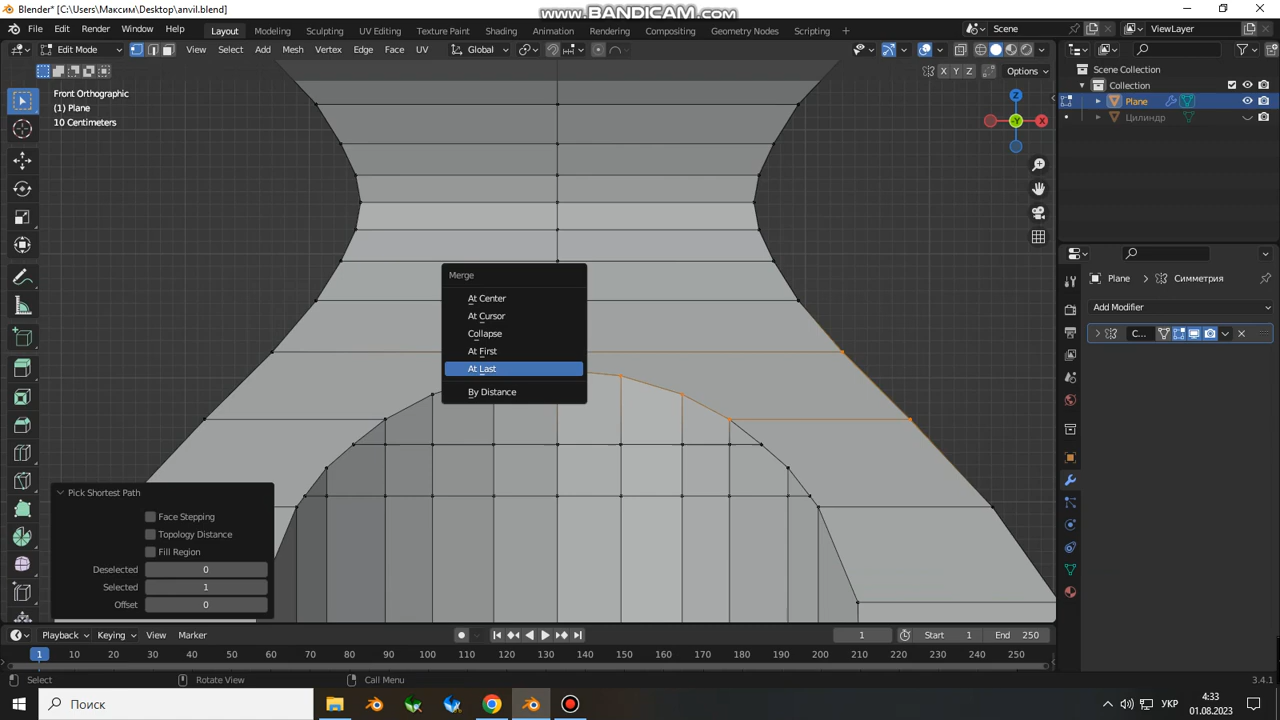 Blender* [C:\Users\Максим\Desktop\anvil.blend]
www.BANDICAM.com
File Edit Render Window Help
Layout Modeling Sculpting UV Editing Texture Paint Shading Animation Rendering Compositing Geometry Nodes Scripting +
Scene
ViewLayer
Edit Mode View Select Add Mesh Vertex Edge Face UV Global
X Y Z Options
Front Orthographic
(1) Plane
10 Centimeters
Z
-Y
X
Scene Collection
Collection
Plane
Цилиндр
Plane Симметрия
Add Modifier
C...
Merge
At Center
At Cursor
Collapse
At First
At Last
By Distance
Pick Shortest Path
Face Stepping
Topology Distance
Fill Region
Deselected 0
Selected 1
Offset 0
Playback Keying View Marker 1 Start 1 End 250
1 10 20 30 40 50 60 70 80 90 100 110 120 130 140 150 160 170 180 190 200 210 220 230 240 250
Select Rotate View Call Menu 3.4.1
Поиск
УКР
4:33
01.08.2023